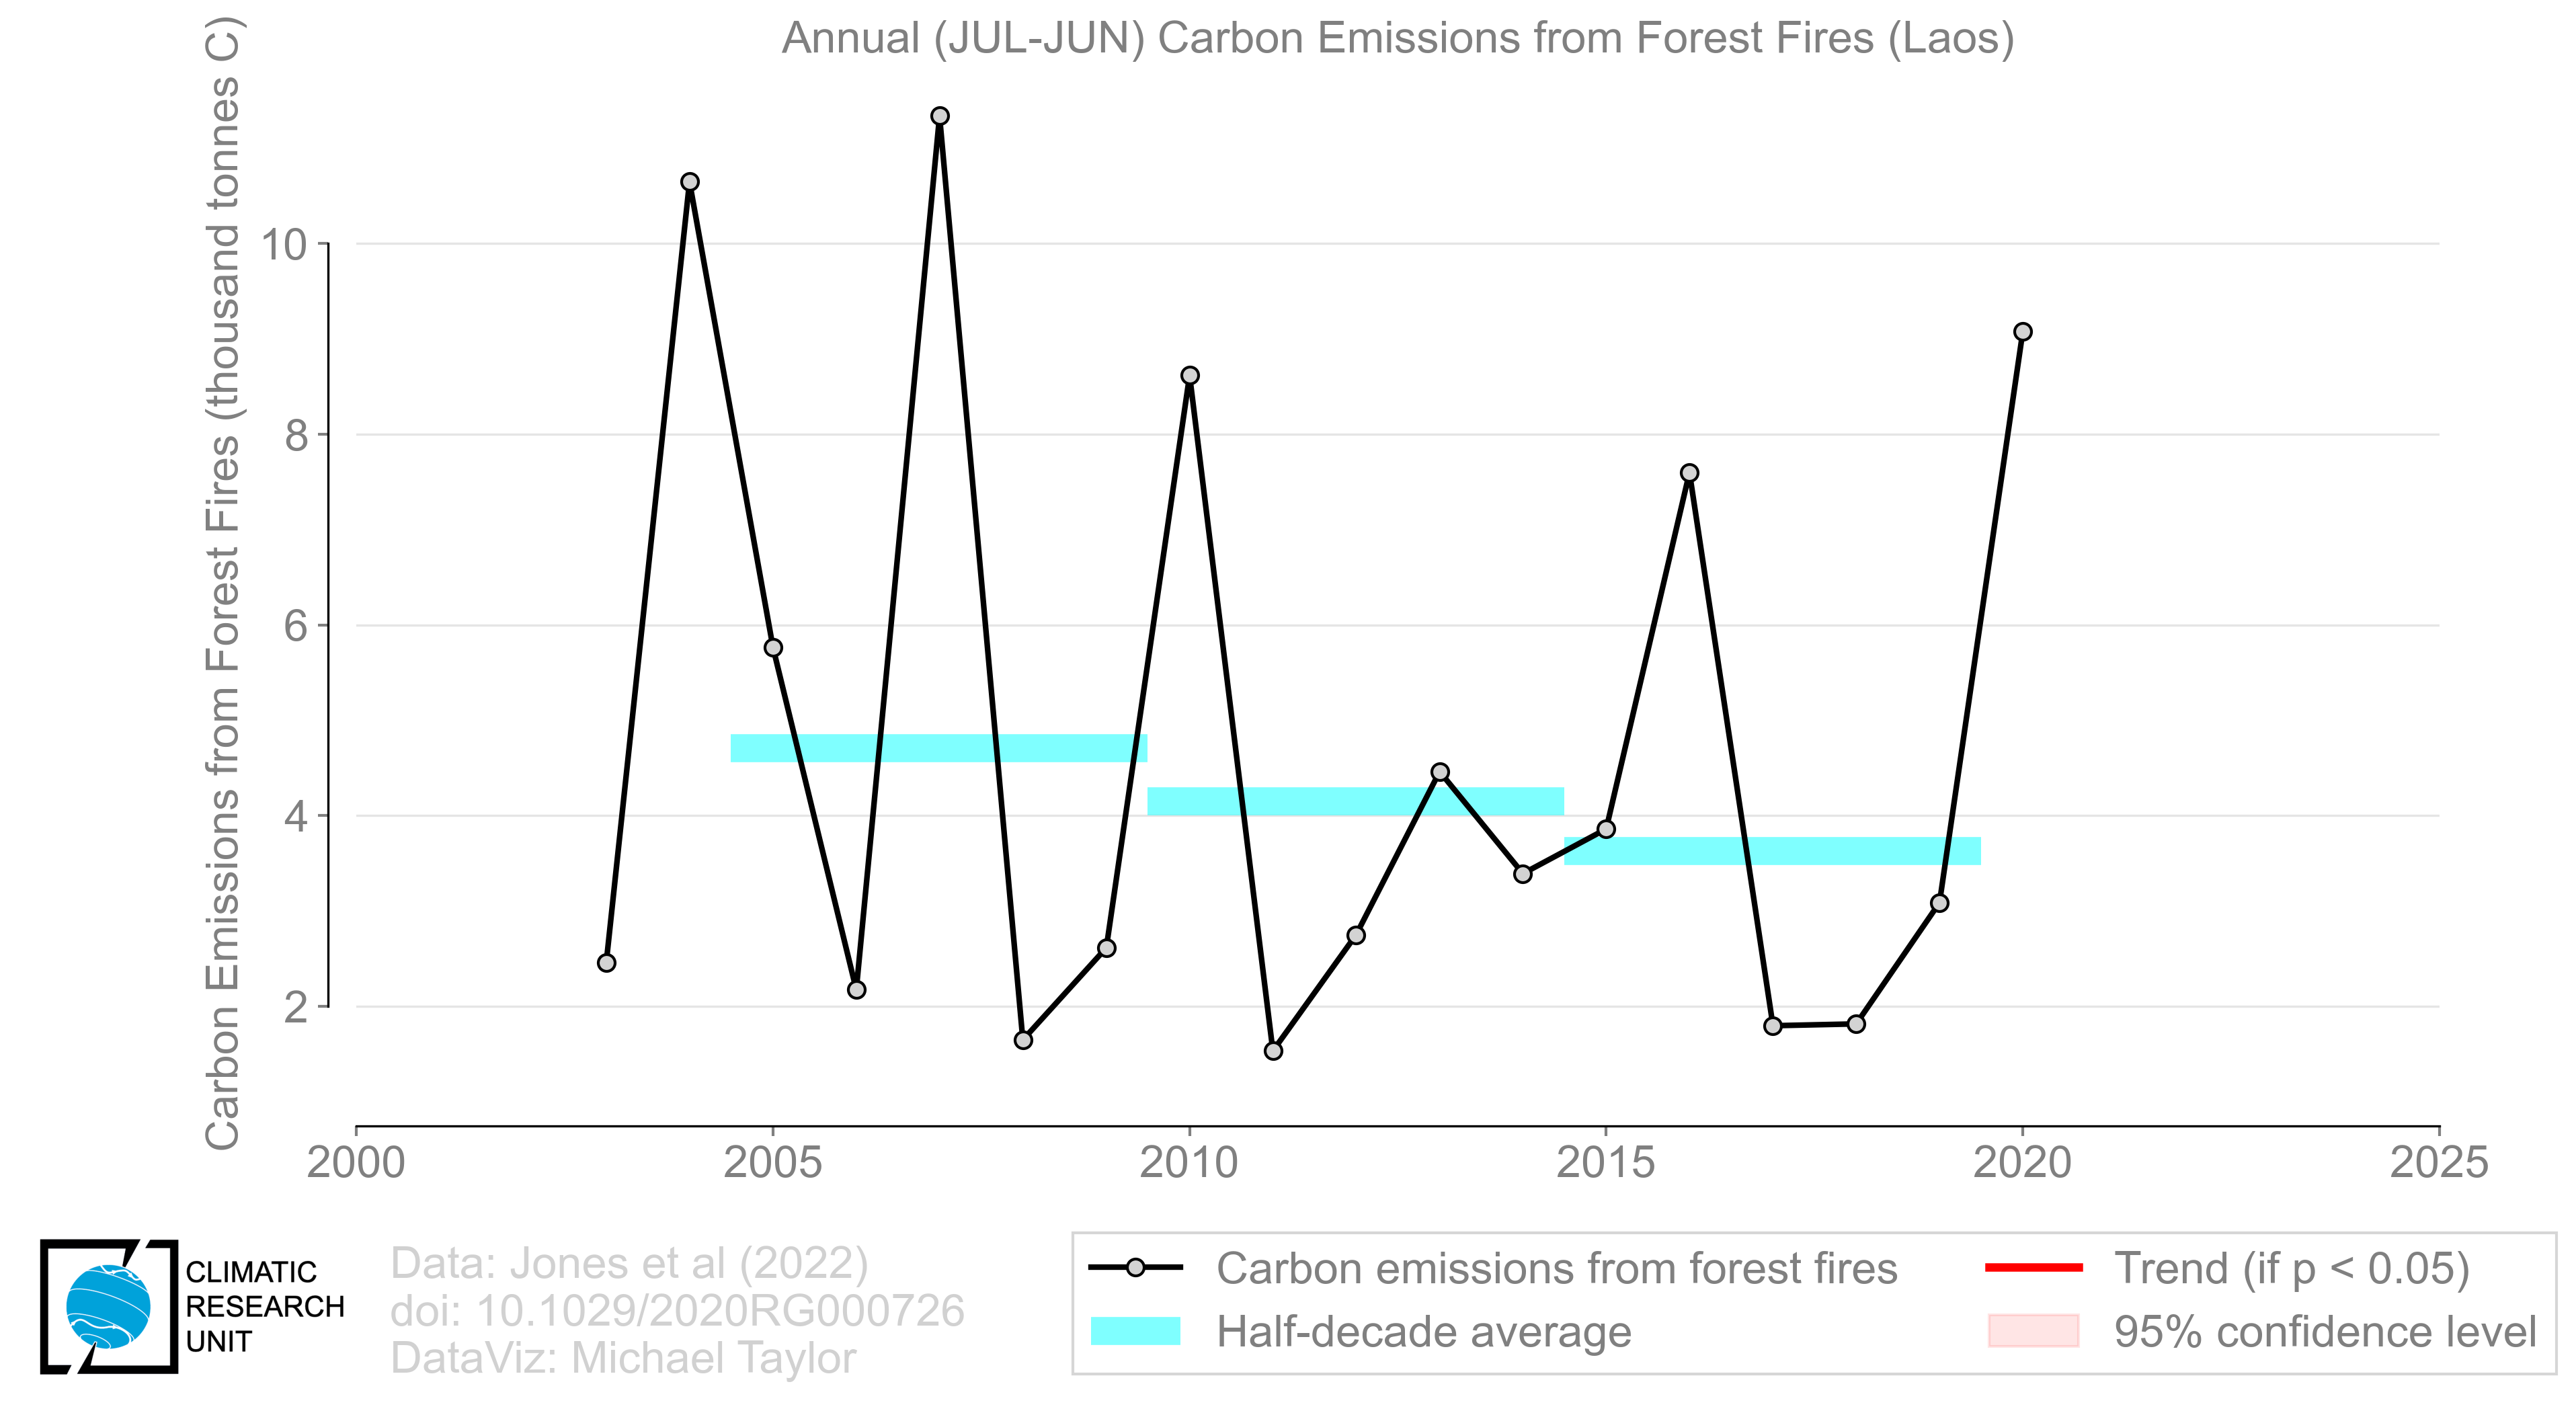 Annual (JUL-JUN) Carbon Emissions from Forest Fires (Laos)
Carbon Emissions from Forest Fires (thousand tonnes C)
10
8
6
4
2
2000 2005 2010 2015 2020 2025
CLIMATIC
RESEARCH
UNIT
Data: Jones et al (2022)
doi: 10.1029/2020RG000726
DataViz: Michael Taylor
Carbon emissions from forest fires
Half-decade average
Trend (if p < 0.05)
95% confidence level